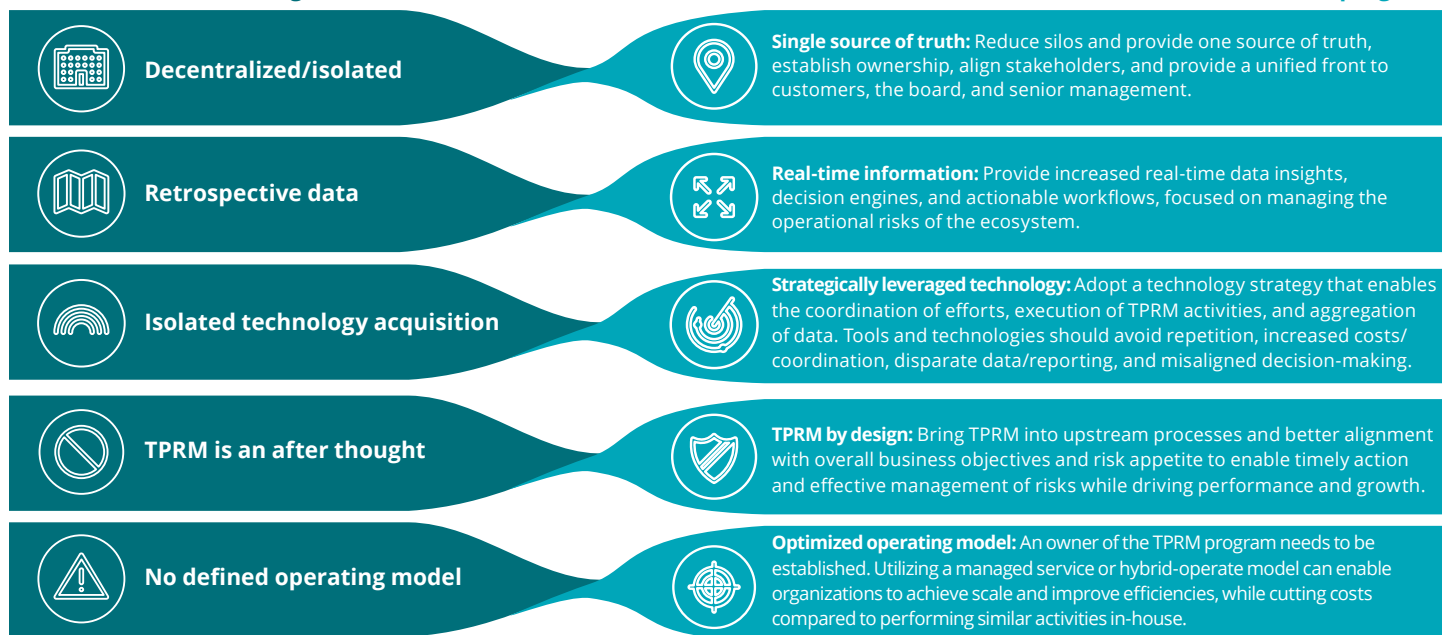 Decentralized/isolated
Single source of truth: Reduce silos and provide one source of truth,
establish ownership, align stakeholders, and provide a unified front to
customers, the board, and senior management.
Retrospective data
Real-time information: Provide increased real-time data insights,
decision engines, and actionable workflows, focused on managing the
operational risks of the ecosystem.
Isolated technology acquisition
Strategically leveraged technology: Adopt a technology strategy that enables
the coordination of efforts, execution of TPRM activities, and aggregation
of data. Tools and technologies should avoid repetition, increased costs/
coordination, disparate data/reporting, and misaligned decision-making.
TPRM is an after thought
TPRM by design: Bring TPRM into upstream processes and better alignment
with overall business objectives and risk appetite to enable timely action
and effective management of risks while driving performance and growth.
No defined operating model
Optimized operating model: An owner of the TPRM program needs to be
established. Utilizing a managed service or hybrid-operate model can enable
organizations to achieve scale and improve efficiencies, while cutting costs
compared to performing similar activities in-house.